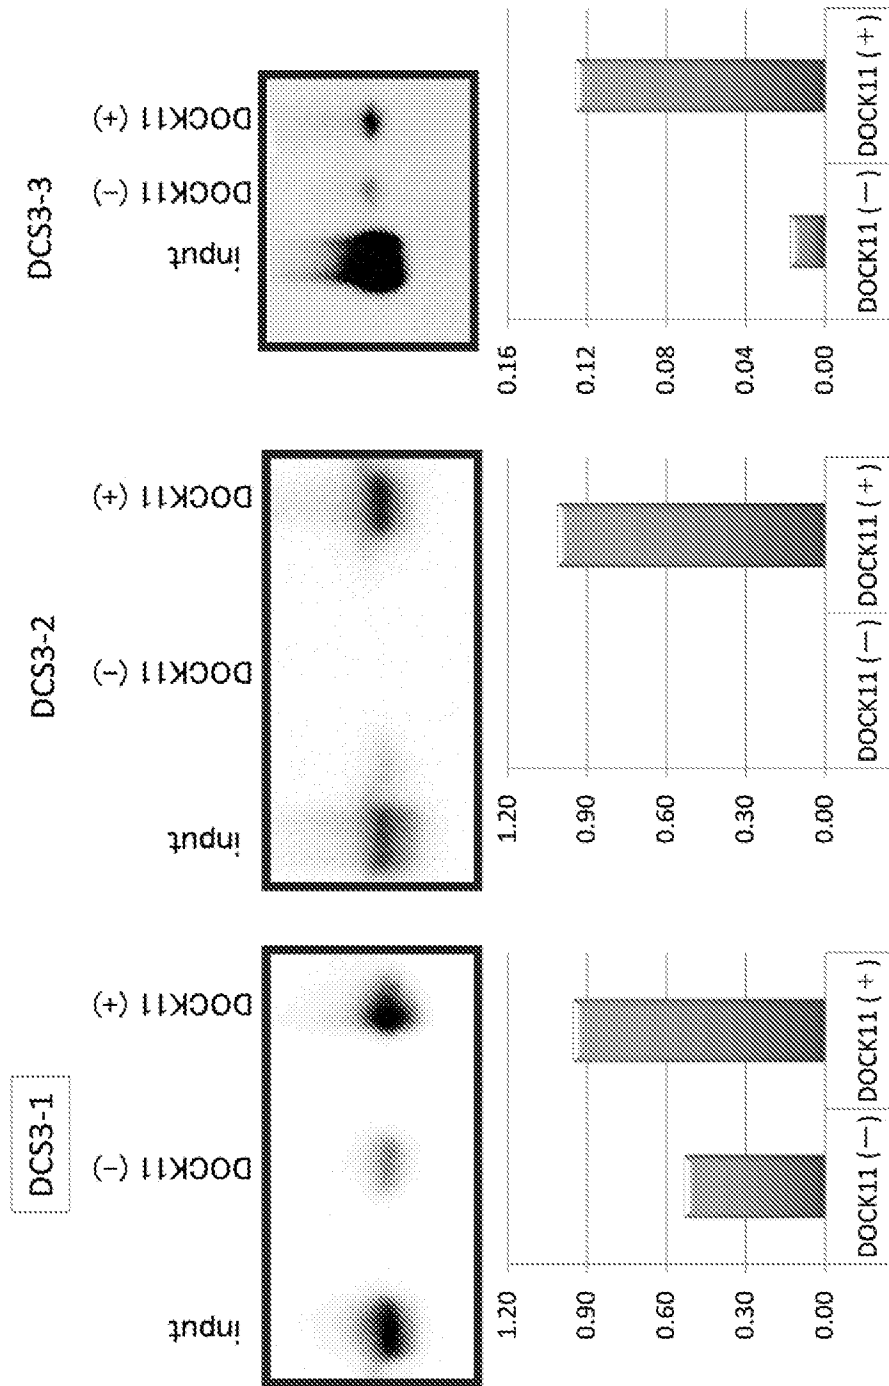 DCS3-1
input
DOCK11 (−)
DOCK11 (+)
1.20
0.90
0.60
0.30
0.00
DOCK11 (−)
DOCK11 (+)
DCS3-2
input
DOCK11 (−)
DOCK11 (+)
1.20
0.90
0.60
0.30
0.00
DOCK11 (−)
DOCK11 (+)
DCS3-3
input
DOCK11 (−)
DOCK11 (+)
0.16
0.12
0.08
0.04
0.00
DOCK11 (−)
DOCK11 (+)